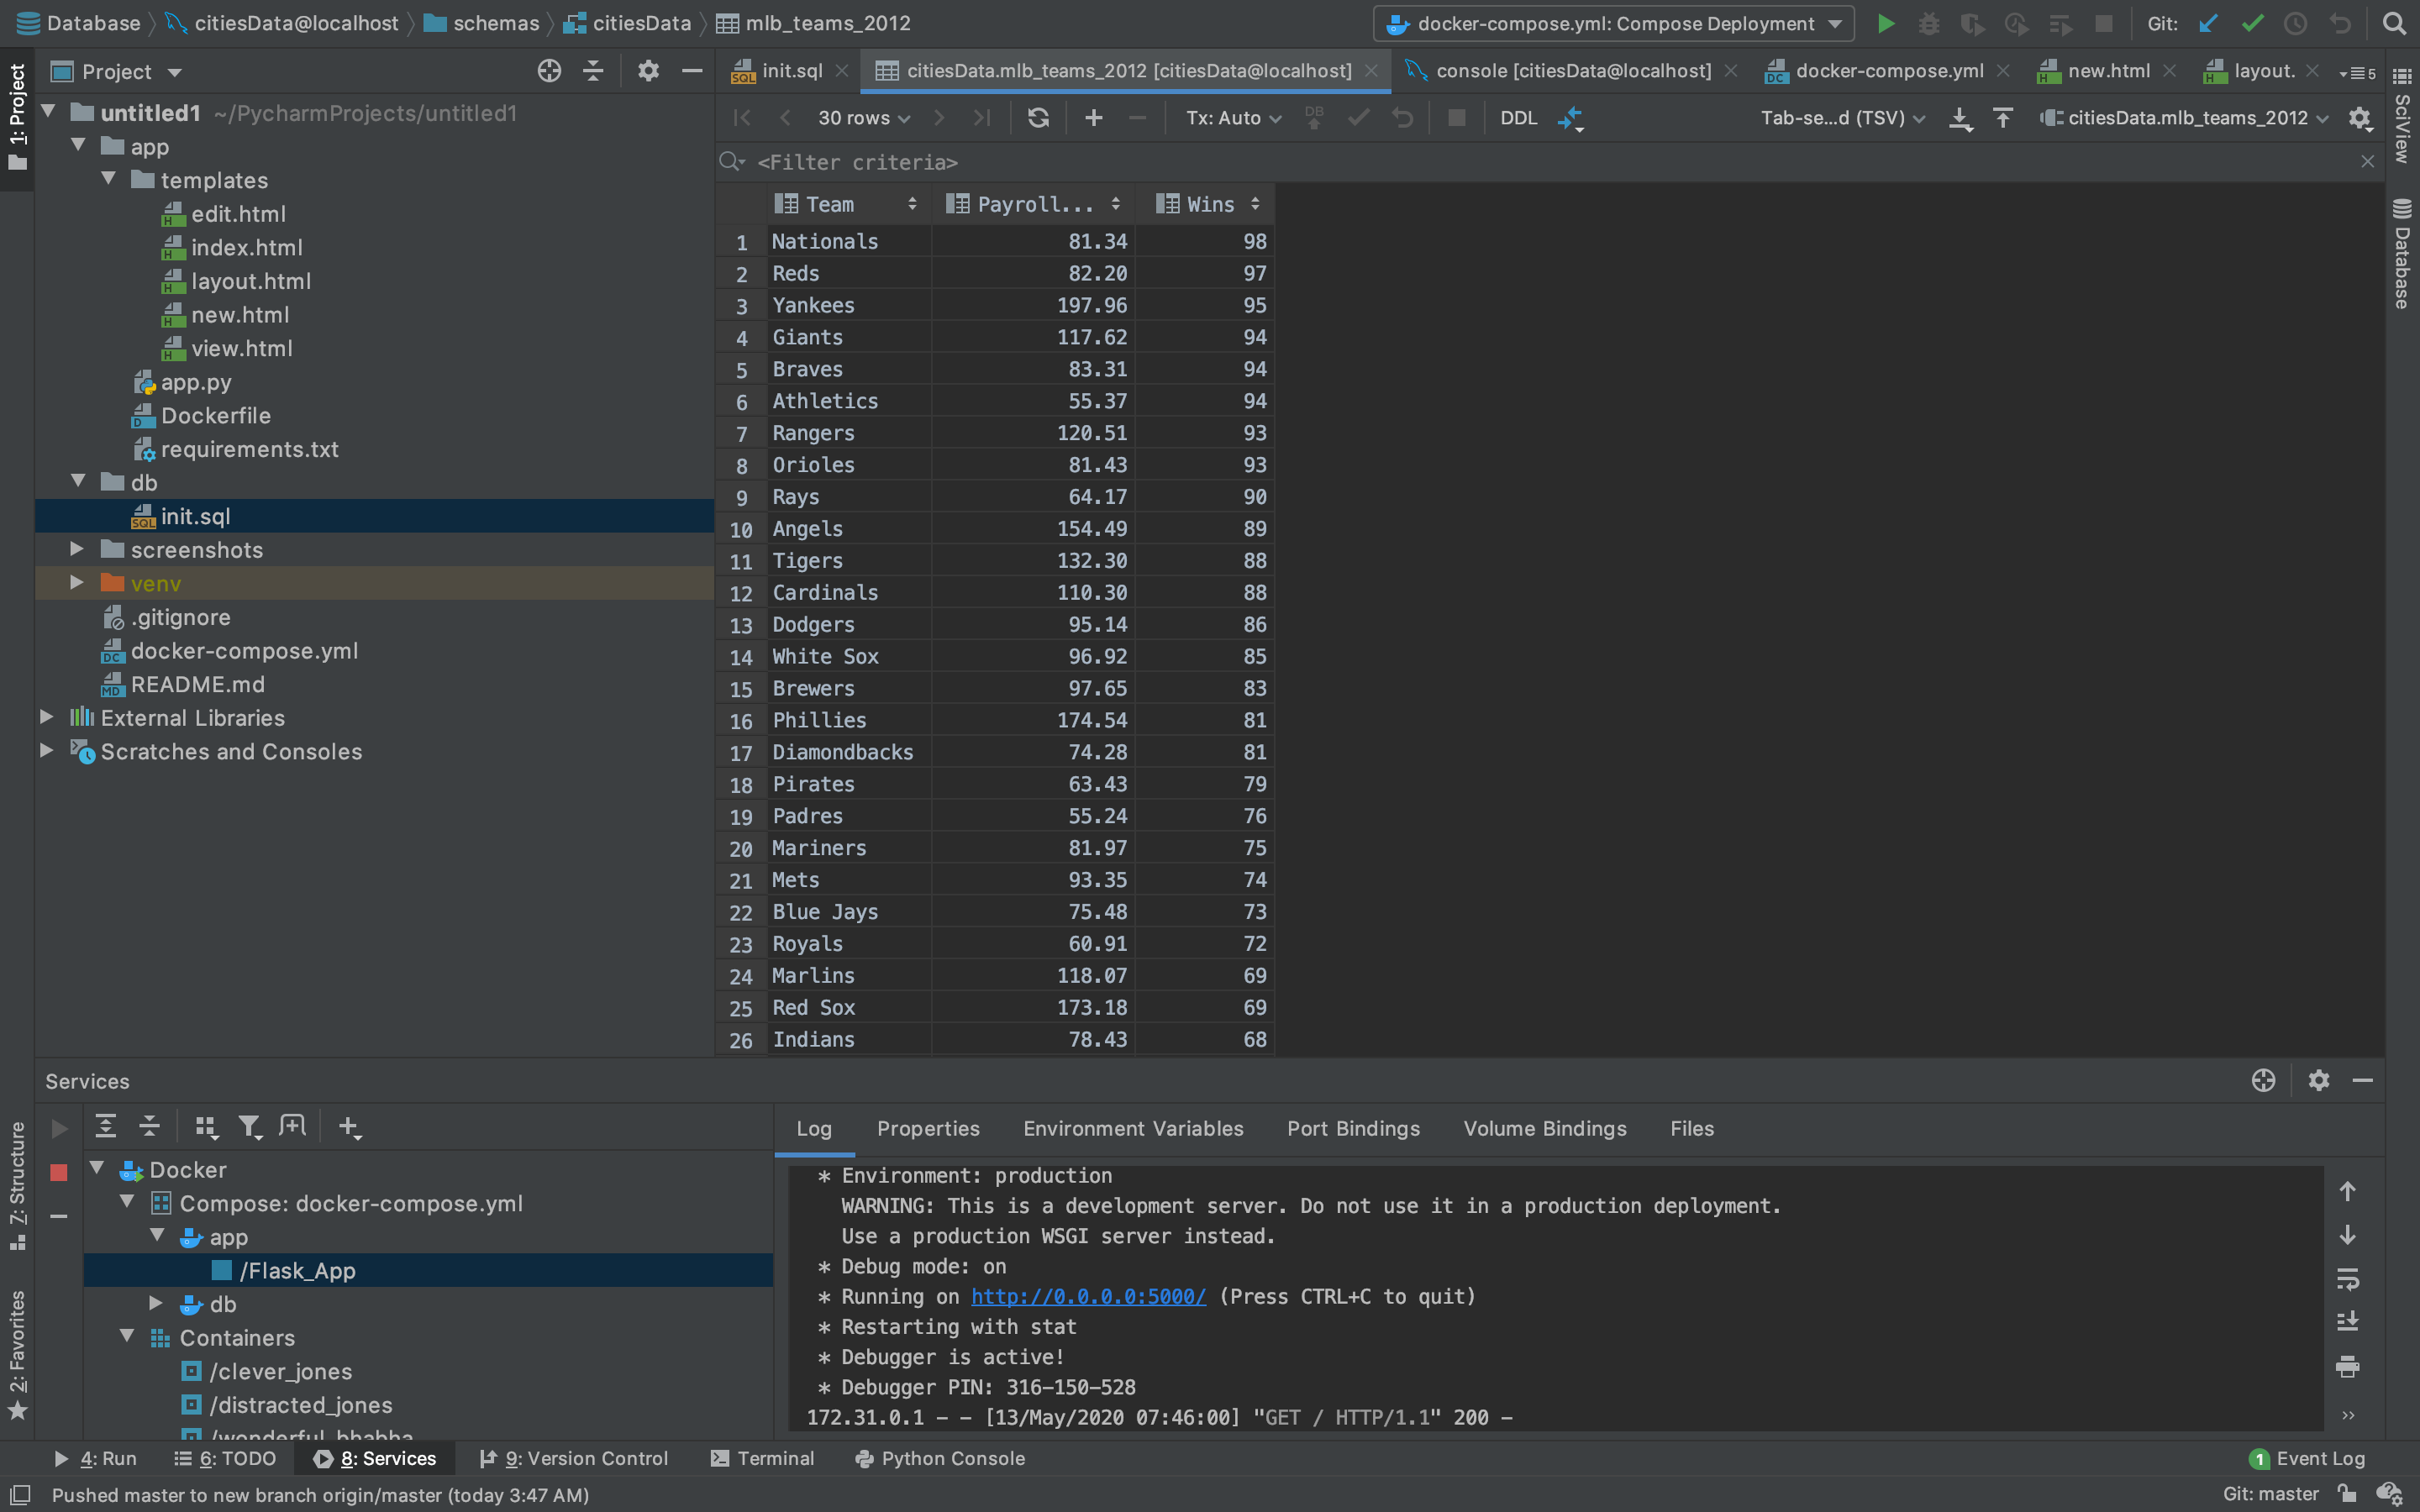 Database citiesData@localhost schemas citiesData mlb_teams_2012 docker-compose.yml: Compose Deployment Git:
Project
init.sql citiesData.mlb_teams_2012 [citiesData@localhost] console [citiesData@localhost] docker-compose.yml new.html layout. 5
30 rows Tx: Auto DB DDL Tab-se...d (TSV) citiesData.mlb_teams_2012
<Filter criteria>
1: Project
SciView
Database
untitled1 ~/PycharmProjects/untitled1
app
templates
edit.html
index.html
layout.html
new.html
view.html
app.py
Dockerfile
requirements.txt
db
init.sql
screenshots
venv
.gitignore
docker-compose.yml
README.md
External Libraries
Scratches and Consoles
Team Payroll... Wins
1 Nationals 81.34 98
2 Reds 82.20 97
3 Yankees 197.96 95
4 Giants 117.62 94
5 Braves 83.31 94
6 Athletics 55.37 94
7 Rangers 120.51 93
8 Orioles 81.43 93
9 Rays 64.17 90
10 Angels 154.49 89
11 Tigers 132.30 88
12 Cardinals 110.30 88
13 Dodgers 95.14 86
14 White Sox 96.92 85
15 Brewers 97.65 83
16 Phillies 174.54 81
17 Diamondbacks 74.28 81
18 Pirates 63.43 79
19 Padres 55.24 76
20 Mariners 81.97 75
21 Mets 93.35 74
22 Blue Jays 75.48 73
23 Royals 60.91 72
24 Marlins 118.07 69
25 Red Sox 173.18 69
26 Indians 78.43 68
Services
7: Structure
2: Favorites
Docker
Compose: docker-compose.yml
app
/Flask_App
db
Containers
/clever_jones
/distracted_jones
/wonderful_bhabha
Log Properties Environment Variables Port Bindings Volume Bindings Files
* Environment: production
WARNING: This is a development server. Do not use it in a production deployment.
Use a production WSGI server instead.
* Debug mode: on
* Running on http://0.0.0.0:5000/ (Press CTRL+C to quit)
* Restarting with stat
* Debugger is active!
* Debugger PIN: 316-150-528
172.31.0.1 - - [13/May/2020 07:46:00] "GET / HTTP/1.1" 200 -
4: Run 6: TODO 8: Services 9: Version Control Terminal Python Console 1 Event Log
Pushed master to new branch origin/master (today 3:47 AM) Git: master